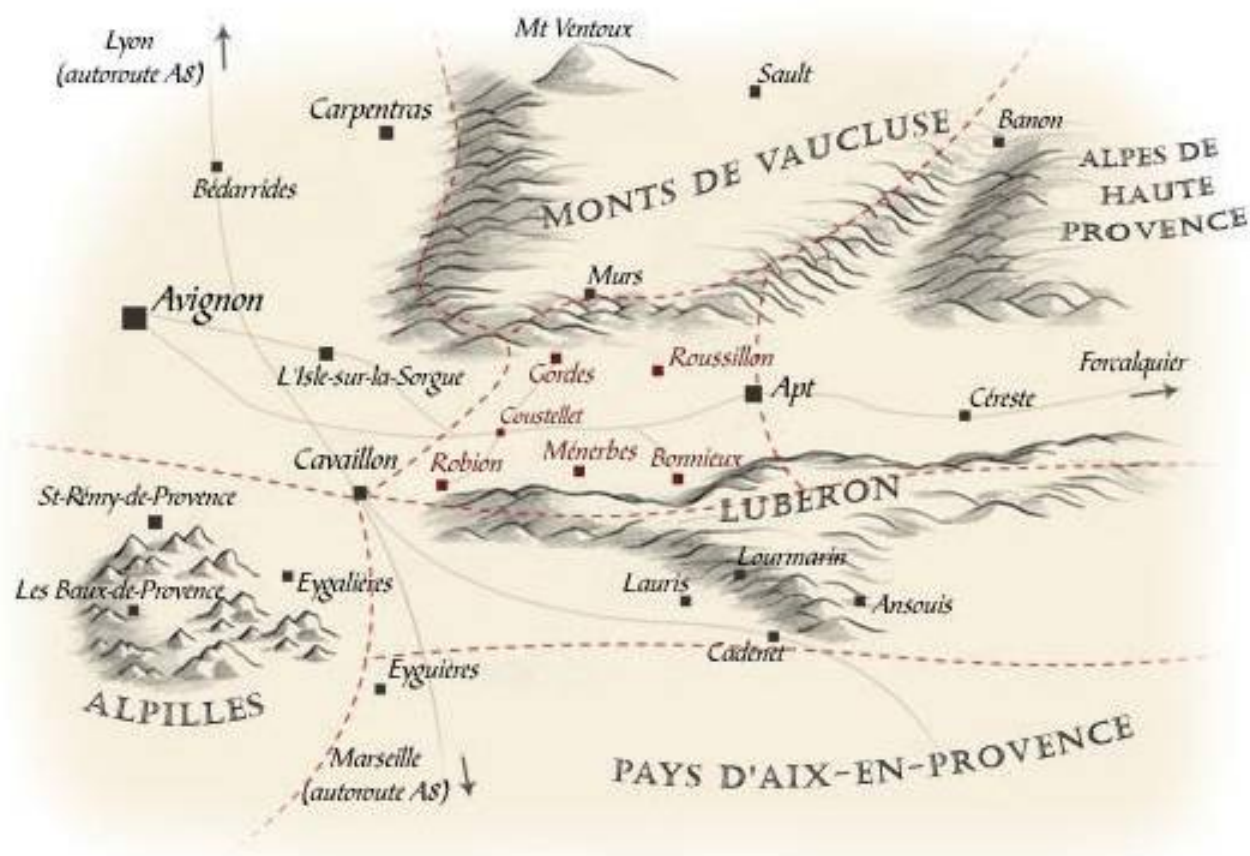 Mt Ventoux
Lyon
(autoroute A8)
Sault
Carpentras
Banon
MONTS DE VAUCLUSE
ALPES DE
HAUTE
PROVENCE
Bédarrides
Murs
Avignon
Roussillon
Forcalquier
L'Isle-sur-la-Sorgue
Gordes
Apt
Céreste
Coustellet
Cavaillon
Robion
Ménerbes
Bonnieux
St-Rémy-de-Provence
LUBERON
Lourmarin
Les Baux-de-Provence
Eygalières
Lauris
Ansouis
Cadenet
Eyguières
ALPILLES
Marseille
(autoroute A8)
PAYS D'AIX-EN-PROVENCE